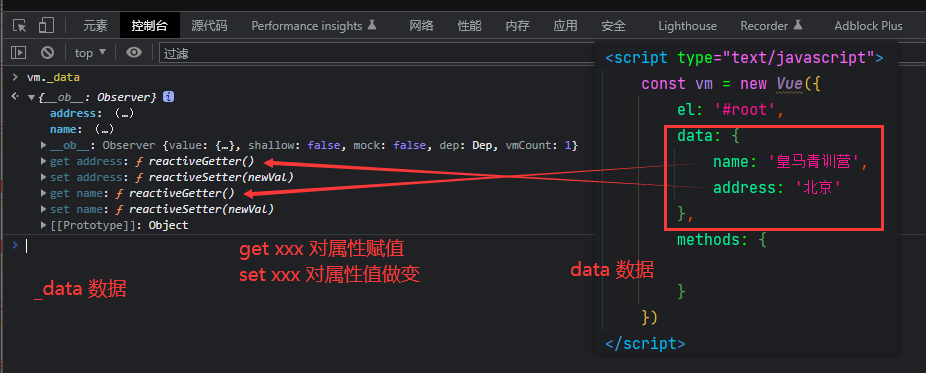 元素
控制台
源代码
Performance insights
网络
性能
内存
应用
安全
Lighthouse
Redux
Adblock Plus
top
过滤
<script type="text/javascript">
const vm = new Vue({
el: '#root',
data: {
name: '皇马青训营',
address: '北京'
},
methods: {
}
})
</script>
> vm._data
{__ob__: Observer}
address: (…)
name: (…)
__ob__: Observer {value: {…}, shallow: false, mock: false, dep: Dep, vmCount: 1}
get address: ƒ reactiveGetter()
set address: ƒ reactiveSetter(newVal)
get name: ƒ reactiveGetter()
set name: ƒ reactiveSetter(newVal)
[[Prototype]]: Object
>
get xxx 对属性赋值
set xxx 对属性值做变
_data 数据
data 数据